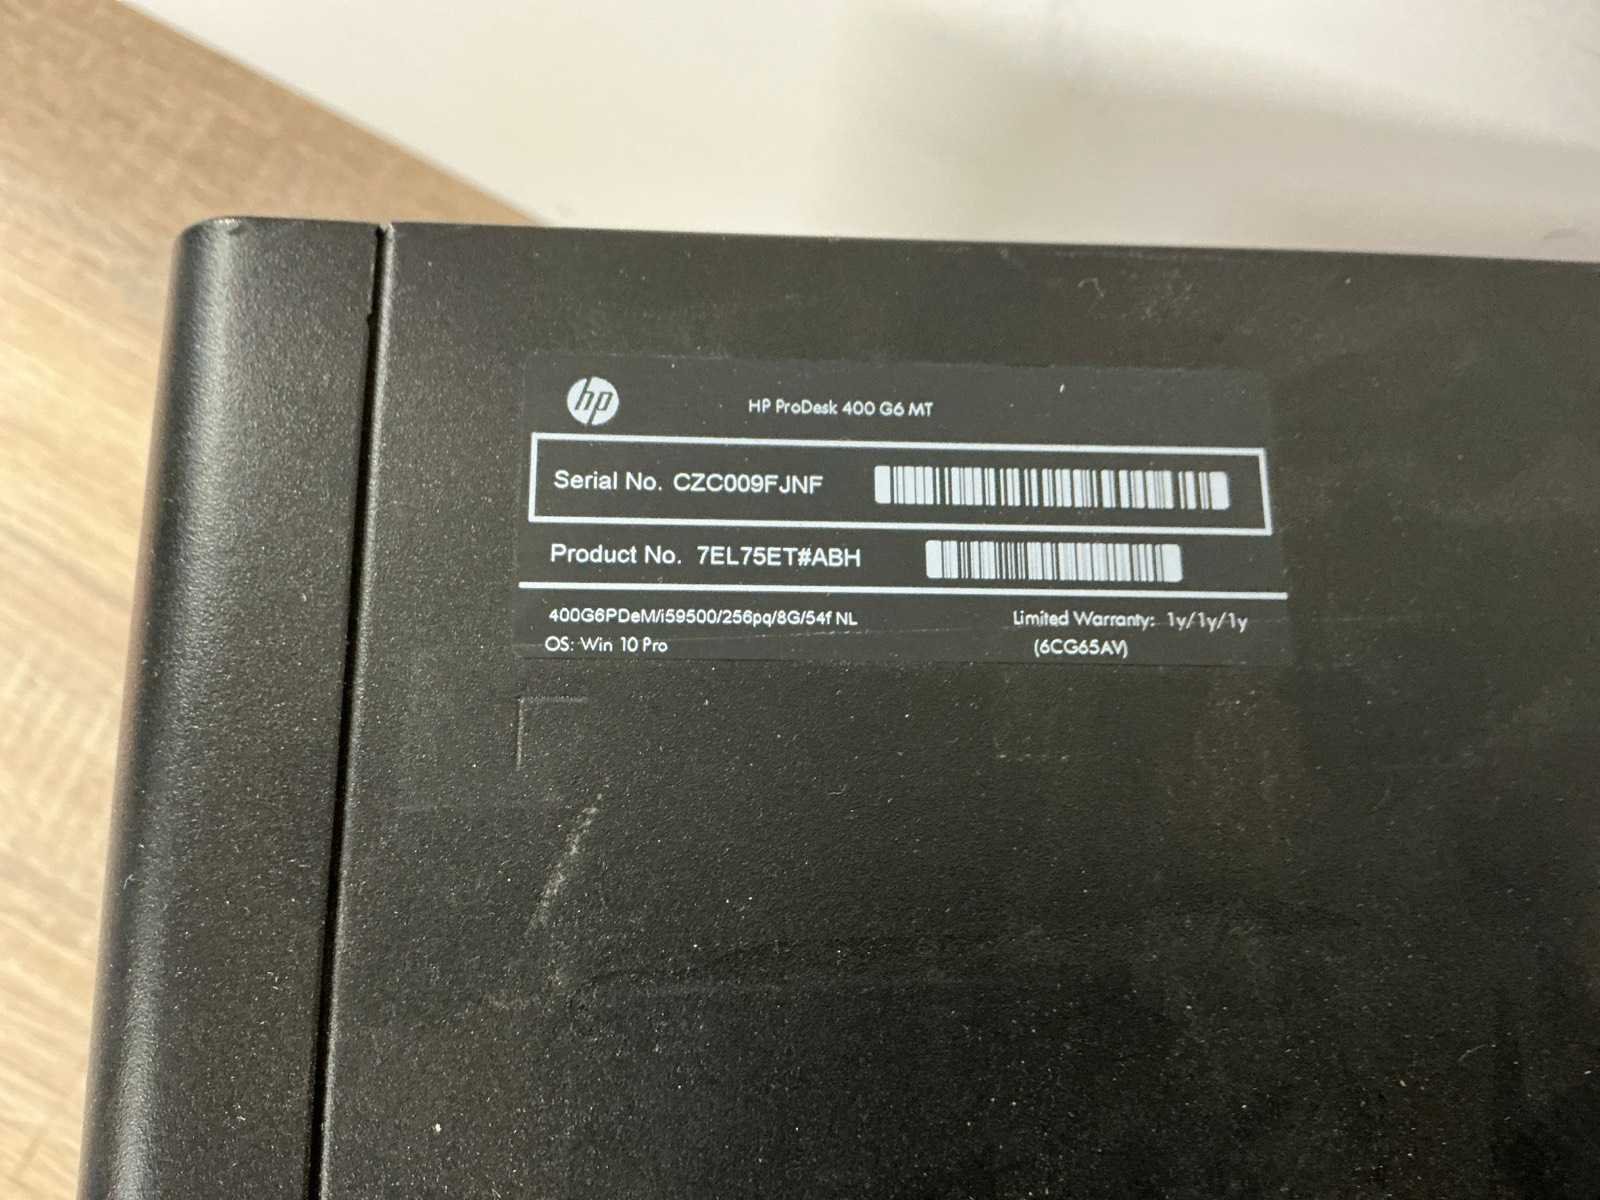 hp
HP ProDesk 400 G6 MT
Serial No. CZC009FJNF
Product No. 7EL75ET#ABH
400G6PDeM/i59500/256pq/8G/54f NL
Limited Warranty: 1y/1y/1y
OS: Win 10 Pro
(6CG65AV)